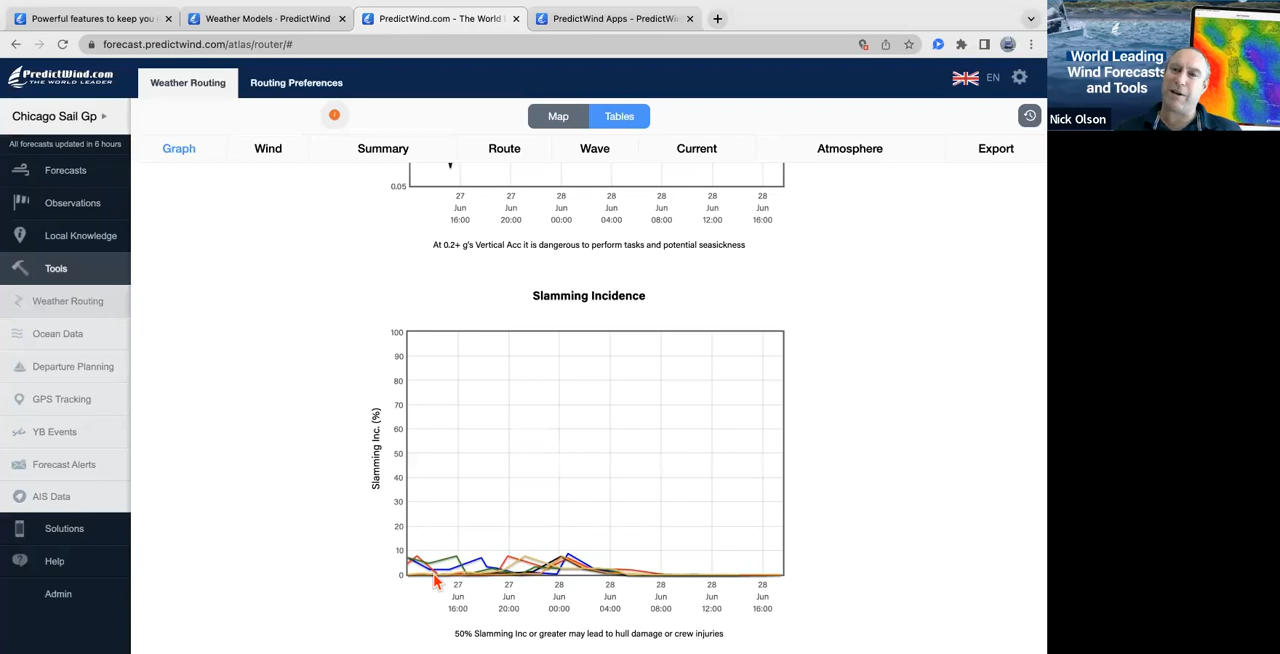 Powerful features to keep you
Weather Models - PredictWind
PredictWind.com - The World
PredictWind Apps - PredictWi
forecast.predictwind.com/atlas/router/#
PredictWind.com
THE WORLD LEADER
Weather Routing
Routing Preferences
EN
Chicago Sail Gp
Map
Tables
All forecasts updated in 6 hours
Graph
Wind
Summary
Route
Wave
Current
Atmosphere
Export
Forecasts
Observations
Local Knowledge
Tools
Weather Routing
Ocean Data
Departure Planning
GPS Tracking
YB Events
Forecast Alerts
AIS Data
Solutions
Help
Admin
0.05
27 27 28 28 28 28 28
Jun Jun Jun Jun Jun Jun Jun
16:00 20:00 00:00 04:00 08:00 12:00 16:00
At 0.2+ g's Vertical Acc it is dangerous to perform tasks and potential seasickness
Slamming Incidence
Slamming Inc. (%)
100
90
80
70
60
50
40
30
20
10
0
27 27 28 28 28 28 28
Jun Jun Jun Jun Jun Jun Jun
16:00 20:00 00:00 04:00 08:00 12:00 16:00
50% Slamming Inc or greater may lead to hull damage or crew injuries
World Leading
Wind Forecasts
and Tools
Nick Olson